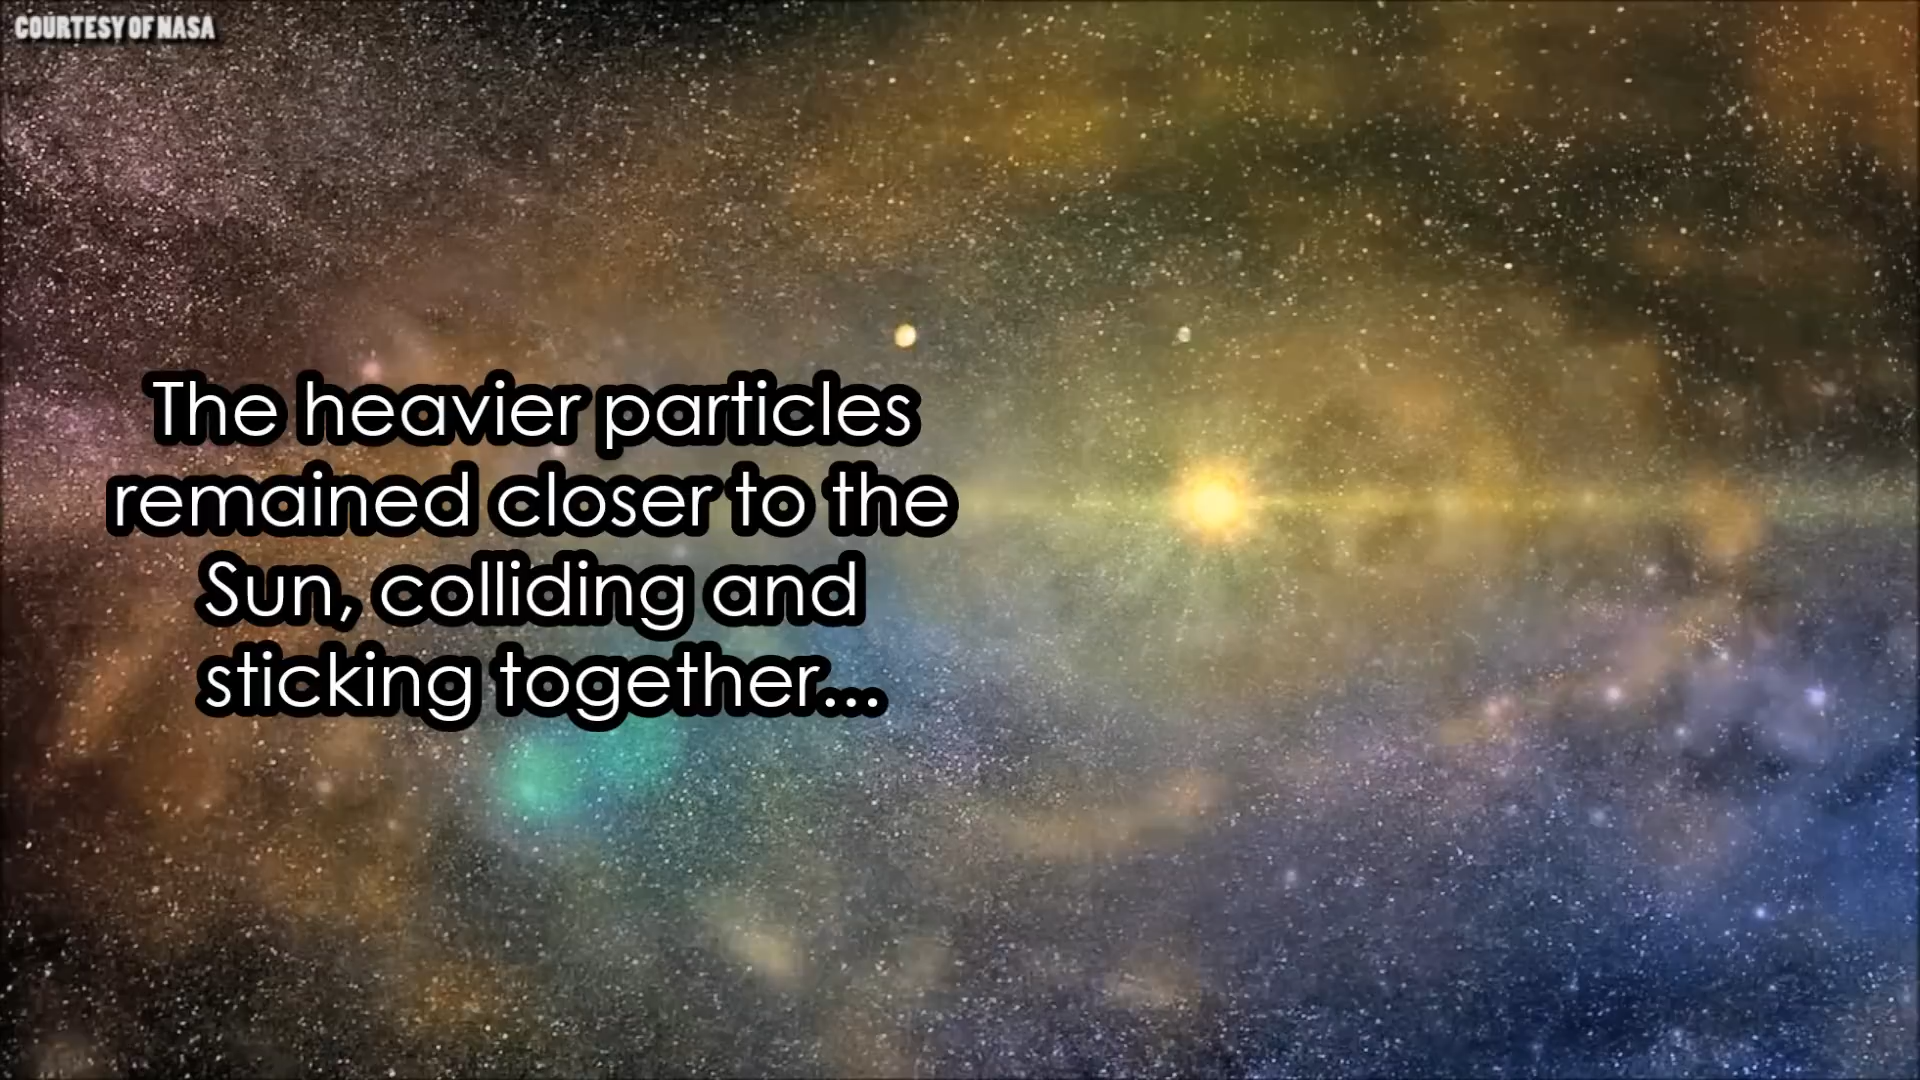 COURTESY OF NASA
The heavier particles
remained closer to the
Sun, colliding and
sticking together...